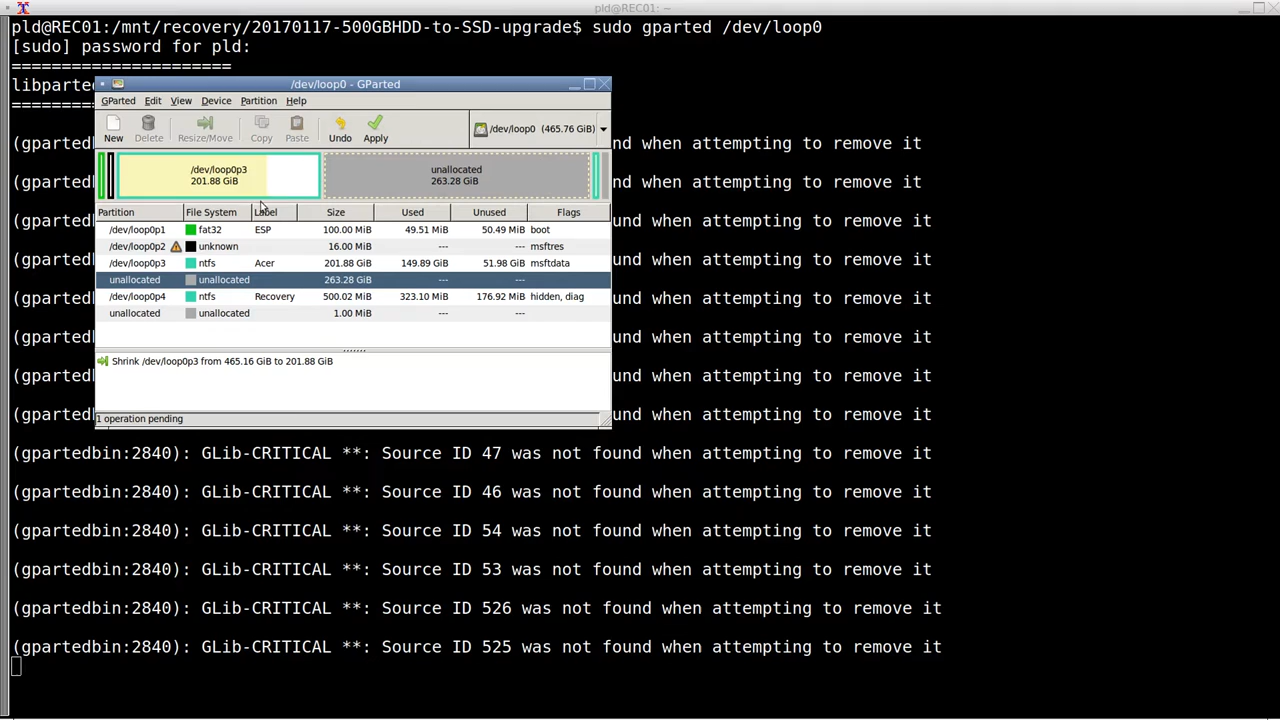 pld@REC01: ~
pld@REC01:/mnt/recovery/20170117-500GBHDD-to-SSD-upgrade$ sudo gparted /dev/loop0
[sudo] password for pld:
======================
libparte
/dev/loop0 - GParted
GParted Edit View Device Partition Help
New Delete Resize/Move Copy Paste Undo Apply /dev/loop0 (465.76 GiB)
/dev/loop0p3 201.88 GiB unallocated 263.28 GiB
Partition File System Label Size Used Unused Flags
/dev/loop0p1 fat32 ESP 100.00 MiB 49.51 MiB 50.49 MiB boot
/dev/loop0p2 unknown 16.00 MiB --- --- msftres
/dev/loop0p3 ntfs Acer 201.88 GiB 149.89 GiB 51.98 GiB msftdata
unallocated unallocated 263.28 GiB --- ---
/dev/loop0p4 ntfs Recovery 500.02 MiB 323.10 MiB 176.92 MiB hidden, diag
unallocated unallocated 1.00 MiB --- ---
Shrink /dev/loop0p3 from 465.16 GiB to 201.88 GiB
1 operation pending
(gpartedb und when attempting to remove it
(gpartedb und when attempting to remove it
(gpartedb und when attempting to remove it
(gpartedb und when attempting to remove it
(gpartedb und when attempting to remove it
(gpartedb und when attempting to remove it
(gpartedb und when attempting to remove it
(gpartedb und when attempting to remove it
(gpartedbin:2840): GLib-CRITICAL **: Source ID 47 was not found when attempting to remove it
(gpartedbin:2840): GLib-CRITICAL **: Source ID 46 was not found when attempting to remove it
(gpartedbin:2840): GLib-CRITICAL **: Source ID 54 was not found when attempting to remove it
(gpartedbin:2840): GLib-CRITICAL **: Source ID 53 was not found when attempting to remove it
(gpartedbin:2840): GLib-CRITICAL **: Source ID 526 was not found when attempting to remove it
(gpartedbin:2840): GLib-CRITICAL **: Source ID 525 was not found when attempting to remove it